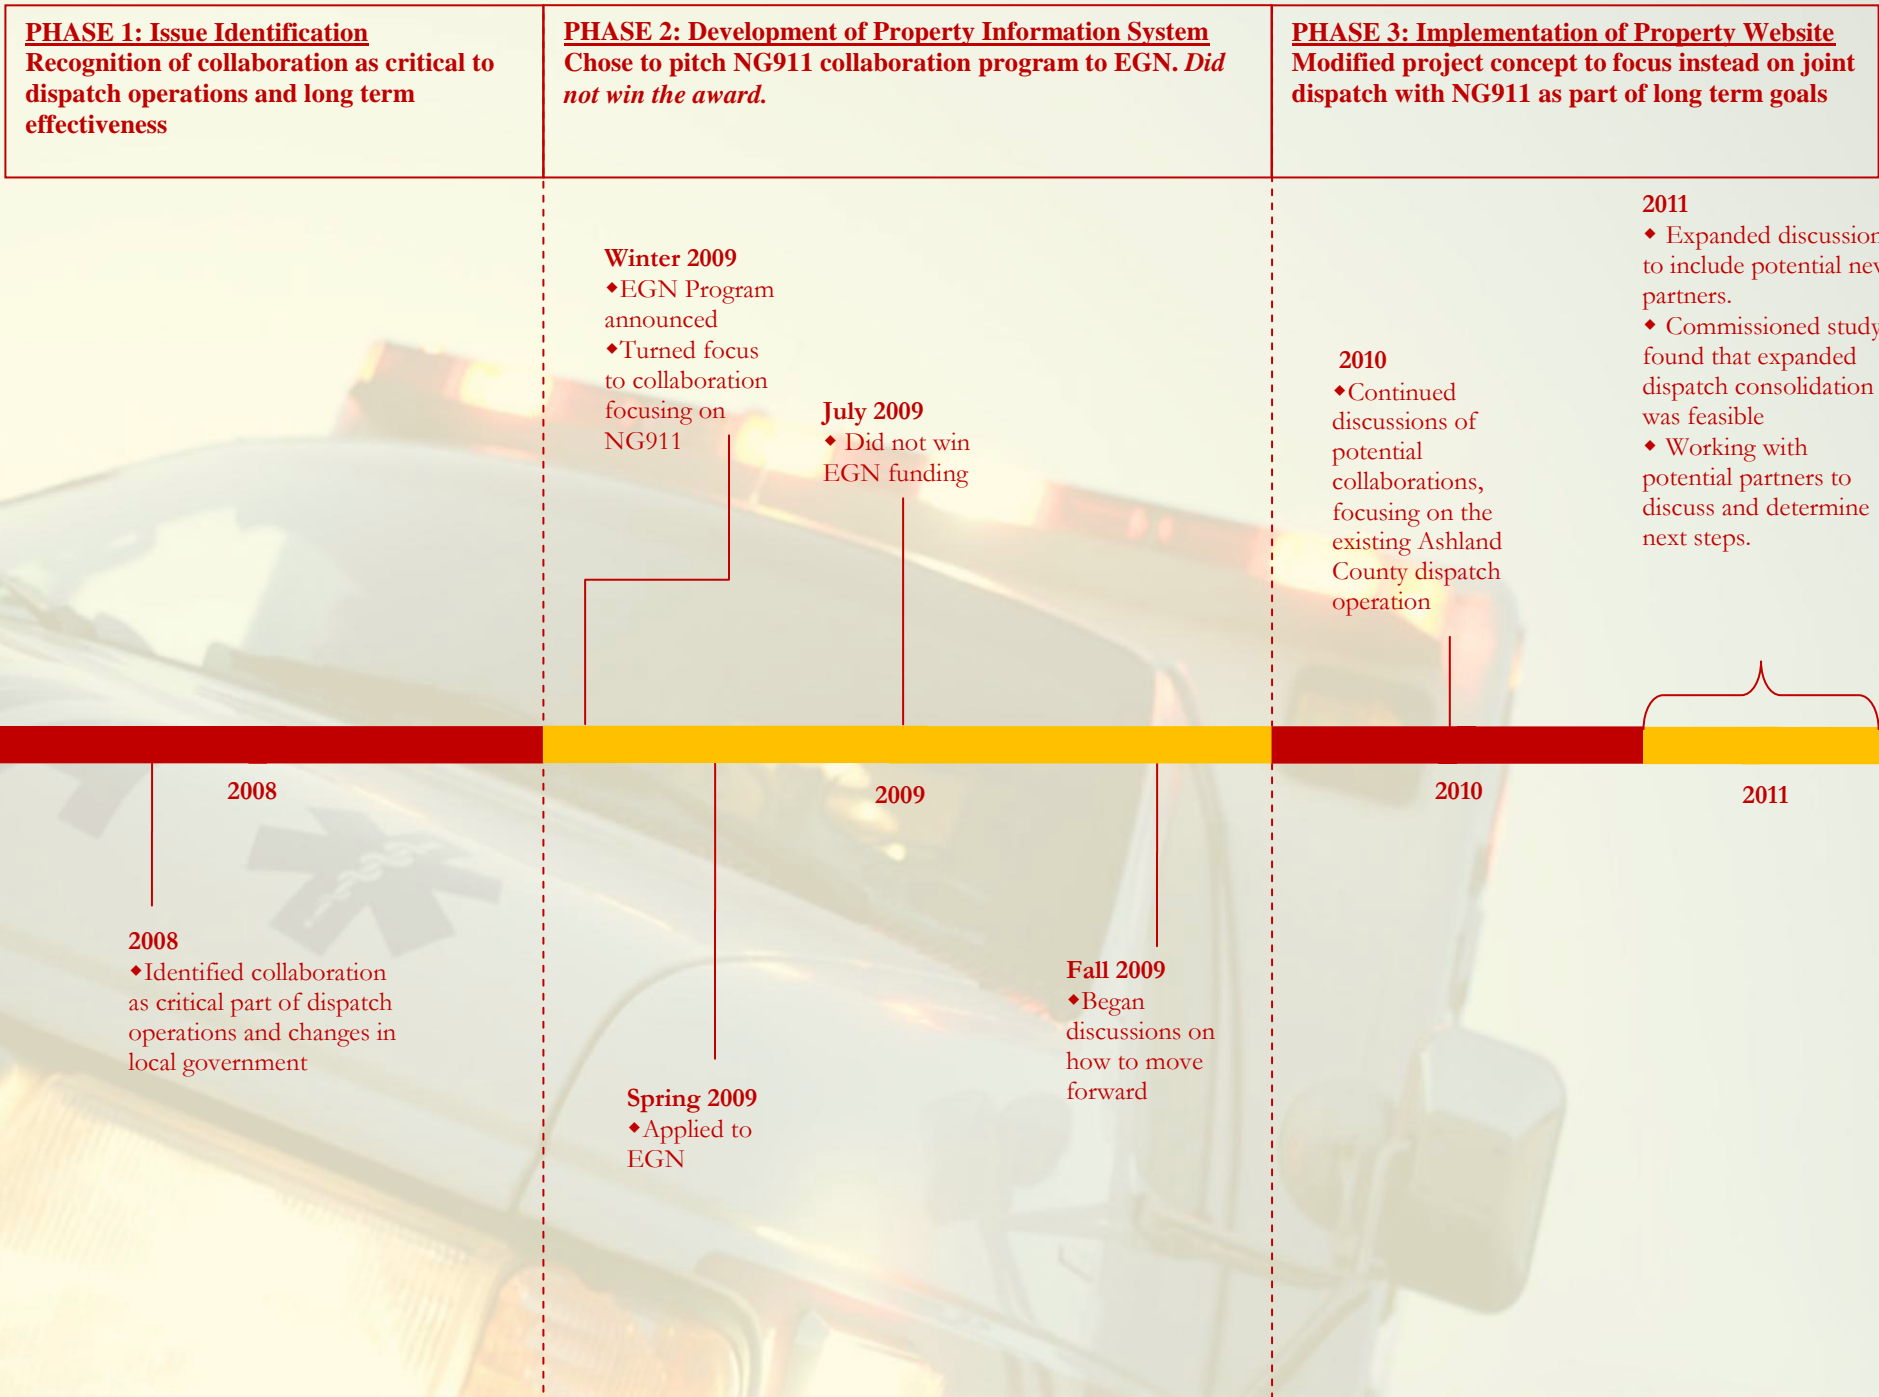 PHASE 1: Issue Identification
Recognition of collaboration as critical to
dispatch operations and long term
effectiveness
PHASE 2: Development of Property Information System
Chose to pitch NG911 collaboration program to EGN. Did
not win the award.
PHASE 3: Implementation of Property Website
Modified project concept to focus instead on joint
dispatch with NG911 as part of long term goals
Winter 2009
◆EGN Program
announced
◆Turned focus
to collaboration
focusing on
NG911
July 2009
◆ Did not win
EGN funding
2010
◆Continued
discussions of
potential
collaborations,
focusing on the
existing Ashland
County dispatch
operation
2011
◆ Expanded discussion
to include potential
partners.
◆ Commissioned study
found that expanded
dispatch consolidation
was feasible
◆ Working with
potential partners to
discuss and determine
next steps.
2008
2009
2010
2011
2008
◆Identified collaboration
as critical part of dispatch
operations and changes in
local government
Spring 2009
◆Applied to
EGN
Fall 2009
◆Began
discussions on
how to move
forward